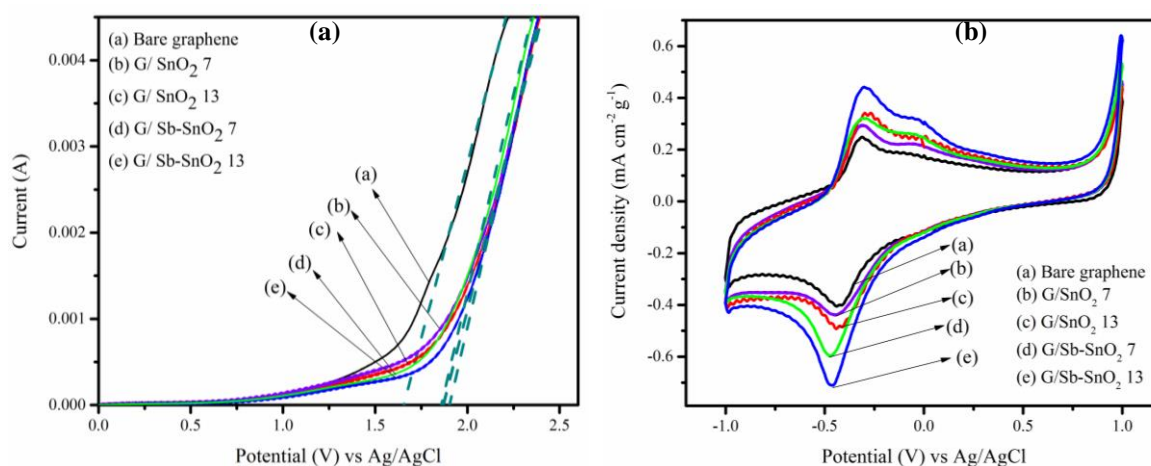 (a)
(a) Bare graphene
(b) G/ SnO₂ 7
(c) G/ SnO₂ 13
(d) G/ Sb-SnO₂ 7
(e) G/ Sb-SnO₂ 13
(a)
(b)
(c)
(d)
(e)
0.004
0.003
0.002
0.001
0.000
Current (A)
0.0 0.5 1.0 1.5 2.0 2.5
Potential (V) vs Ag/AgCl
(b)
0.6
0.4
0.2
0.0
-0.2
-0.4
-0.6
Current density (mA cm⁻² g⁻¹)
(a)
(b)
(c)
(d)
(e)
(a) Bare graphene
(b) G/SnO₂ 7
(c) G/SnO₂ 13
(d) G/Sb-SnO₂ 7
(e) G/Sb-SnO₂ 13
-1.0 -0.5 0.0 0.5 1.0
Potential (V) vs Ag/AgCl